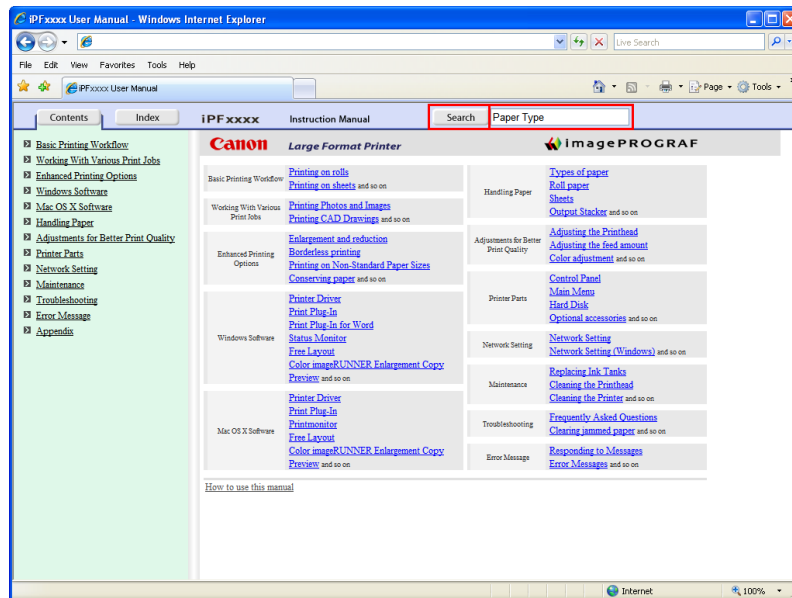 iPFxxxx User Manual - Windows Internet Explorer
Live Search
File Edit View Favorites Tools Help
iPFxxxx User Manual
Page Tools
Contents Index iPFxxxx Instruction Manual Search Paper Type
Basic Printing Workflow
Working With Various Print Jobs
Enhanced Printing Options
Windows Software
Mac OS X Software
Handling Paper
Adjustments for Better Print Quality
Printer Parts
Network Setting
Maintenance
Troubleshooting
Error Message
Appendix
Canon Large Format Printer imagePROGRAF
Basic Printing Workflow
Printing on rolls
Printing on sheets and so on
Working With Various
Print Jobs
Printing Photos and Images
Printing CAD Drawings and so on
Enhanced Printing
Options
Enlargement and reduction
Borderless printing
Printing on Non-Standard Paper Sizes
Conserving paper and so on
Windows Software
Printer Driver
Print Plug-In
Print Plug-In for Word
Status Monitor
Free Layout
Color imageRUNNER Enlargement Copy
Preview and so on
Mac OS X Software
Printer Driver
Print Plug-In
Printmonitor
Free Layout
Color imageRUNNER Enlargement Copy
Preview and so on
Handling Paper
Types of paper
Roll paper
Sheets
Output Stacker and so on
Adjustments for Better
Print Quality
Adjusting the Printhead
Adjusting the feed amount
Color adjustment and so on
Printer Parts
Control Panel
Main Menu
Hard Disk
Optional accessories and so on
Network Setting
Network Setting
Network Setting (Windows) and so on
Maintenance
Replacing Ink Tanks
Cleaning the Printhead
Cleaning the Printer and so on
Troubleshooting
Frequently Asked Questions
Clearing jammed paper and so on
Error Message
Responding to Messages
Error Messages and so on
How to use this manual
Internet 100%